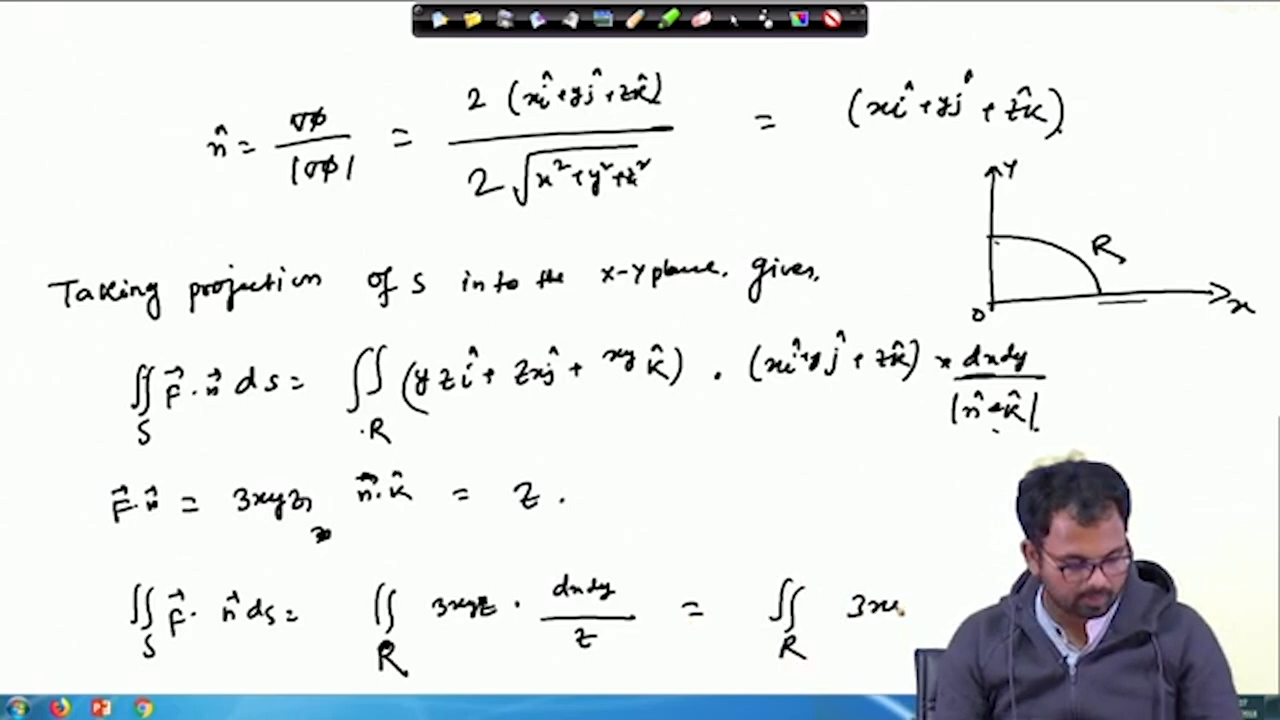 n̂ = ∇φ / |∇φ| = 2 (xî + yĵ + zk̂) / 2 √(x² + y² + z²) = (xî + yĵ + zk̂)
Y
R
O
x
Taking projection of S into the x-y plane. gives,
∬_S F⃗ . n⃗ ds = ∬_R (yzî + zxĵ + xy k̂) . (xî + yĵ + zk̂) × dxdy / |n̂ . k̂|
F⃗ . n⃗ = 3xyz, n⃗ . k̂ = z .
∬_S F⃗ . n⃗ ds = ∬_R 3xyz . dxdy / z = ∬_R 3x